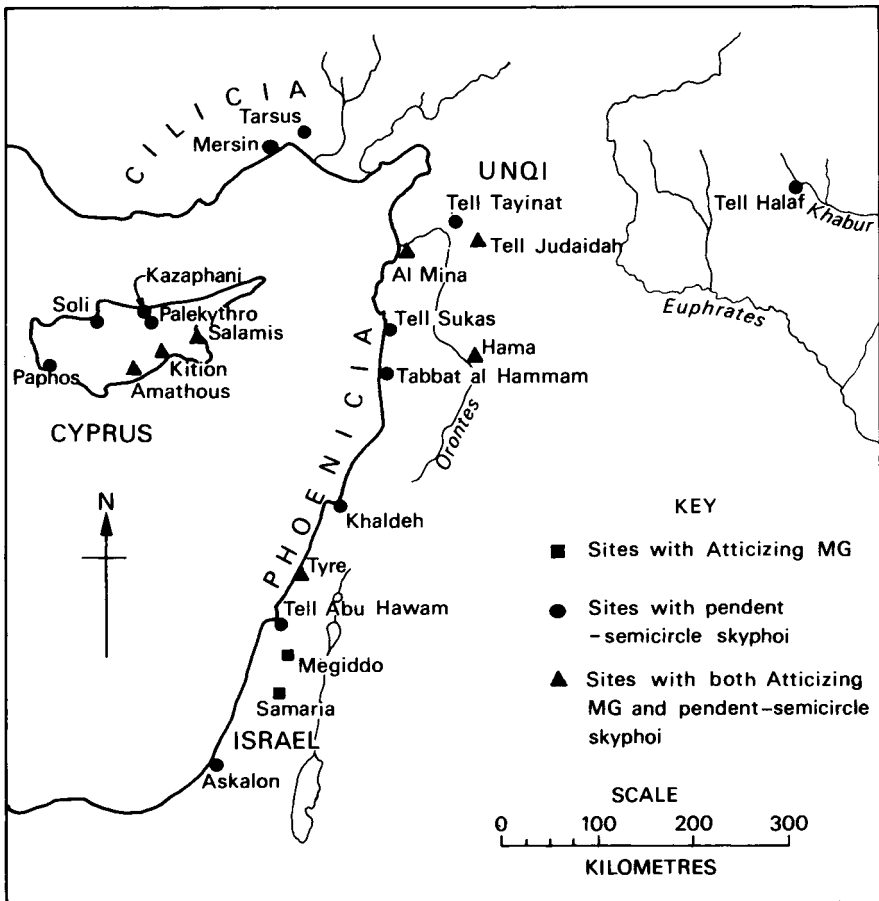 CILICIA
Tarsus
Mersin
UNQI
Tell Tayinat
Tell Halaf
Khabur
Tell Judaidah
Al Mina
Kazaphani
Euphrates
Soli
Palekythro
Salamis
Tell Sukas
Hama
Paphos
Kition
Tabbat al Hammam
Amathous
CYPRUS
Orontes
PHOENICIA
N
Khaldeh
Tyre
Tell Abu Hawam
Megiddo
Samaria
ISRAEL
Askalon
KEY
Sites with Atticizing MG
Sites with pendent
-semicircle skyphoi
Sites with both Atticizing
MG and pendent-semicircle
skyphoi
SCALE
0 100 200 300
KILOMETRES